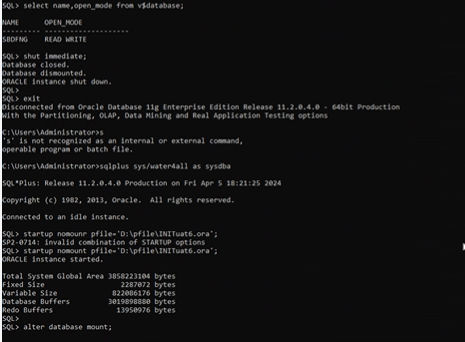 SQL> select name,open_mode from v$database;
NAME      OPEN_MODE
--------- --------------------
SBDFNG    READ WRITE
SQL> shut immediate;
Database closed.
Database dismounted.
ORACLE instance shut down.
SQL>
SQL> exit
Disconnected from Oracle Database 11g Enterprise Edition Release 11.2.0.4.0 - 64bit Production
With the Partitioning, OLAP, Data Mining and Real Application Testing options
C:\Users\Administrator>s
's' is not recognized as an internal or external command,
operable program or batch file.
C:\Users\Administrator>sqlplus sys/water4all as sysdba
SQL*Plus: Release 11.2.0.4.0 Production on Fri Apr 5 18:21:25 2024
Copyright (c) 1982, 2013, Oracle.  All rights reserved.
Connected to an idle instance.
SQL> startup nomounr pfile='D:\pfile\INITuat6.ora';
SP2-0714: invalid combination of STARTUP options
SQL> startup nomount pfile='D:\pfile\INITuat6.ora';
ORACLE instance started.
Total System Global Area 3858223104 bytes
Fixed Size                  2287072 bytes
Variable Size             822086176 bytes
Database Buffers         3019898880 bytes
Redo Buffers               13950976 bytes
SQL>
SQL> alter database mount;